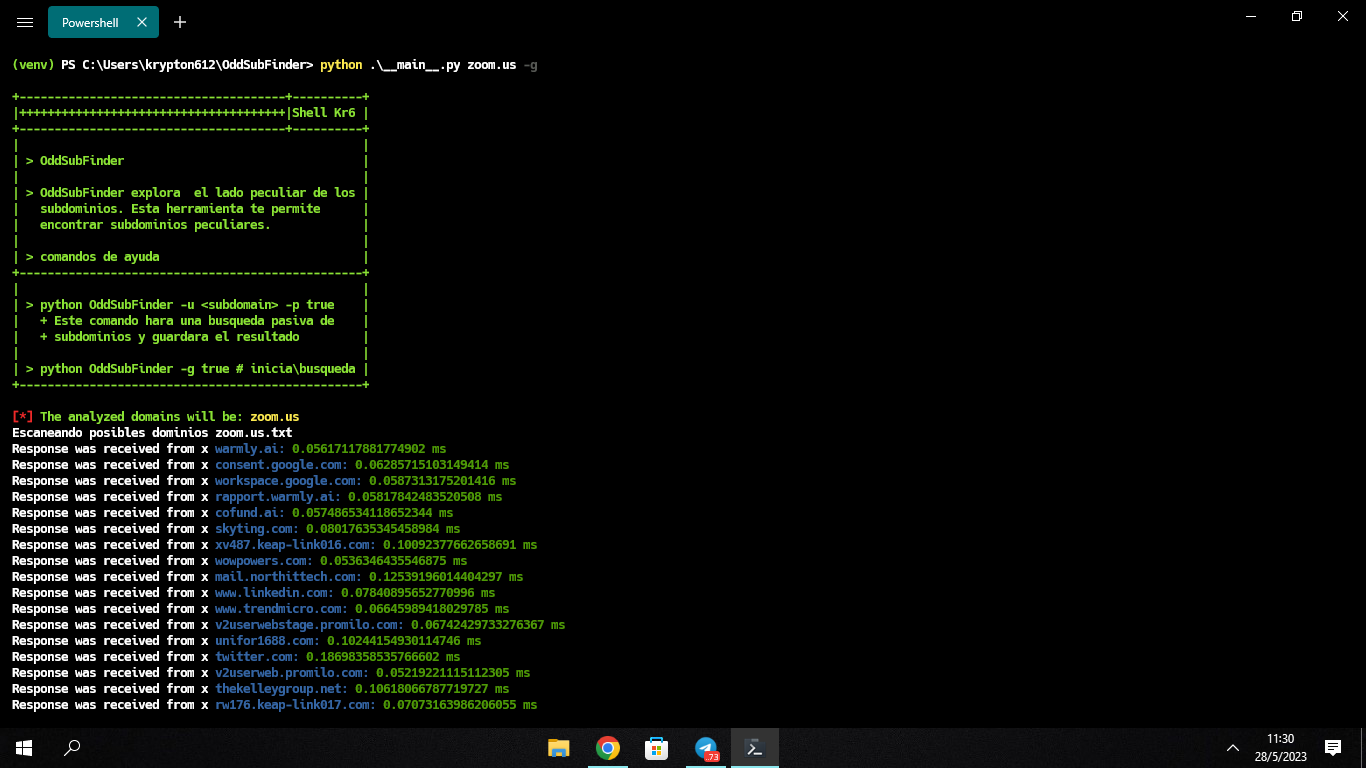 Powershell
(venv) PS C:\Users\krypton612\OddSubFinder> python .\__main__.py zoom.us -g
+--------------------------------------+----------+
|++++++++++++++++++++++++++++++++++++++|Shell Kr6 |
+--------------------------------------+----------+
| > OddSubFinder |
| > OddSubFinder explora  el lado peculiar de los |
| subdominios. Esta herramienta te permite |
| encontrar subdominios peculiares. |
| > comandos de ayuda |
+-------------------------------------------------+
| > python OddSubFinder -u <subdomain> -p true |
| + Este comando hara una busqueda pasiva de |
| + subdominios y guardara el resultado |
| > python OddSubFinder -g true # inicia\busqueda |
+-------------------------------------------------+
[*] The analyzed domains will be: zoom.us
Escaneando posibles dominios zoom.us.txt
Response was received from x warmly.ai: 0.05617117881774902 ms
Response was received from x consent.google.com: 0.06285715103149414 ms
Response was received from x workspace.google.com: 0.0587313175201416 ms
Response was received from x rapport.warmly.ai: 0.05817842483520508 ms
Response was received from x cofund.ai: 0.057486534118652344 ms
Response was received from x skyting.com: 0.08017635345458984 ms
Response was received from x xv487.keap-link016.com: 0.10092377662658691 ms
Response was received from x wowpowers.com: 0.0536346435546875 ms
Response was received from x mail.northittech.com: 0.12539196014404297 ms
Response was received from x www.linkedin.com: 0.07840895652770996 ms
Response was received from x www.trendmicro.com: 0.06645989418029785 ms
Response was received from x v2userwebstage.promilo.com: 0.06742429733276367 ms
Response was received from x unifor1688.com: 0.10244154930114746 ms
Response was received from x twitter.com: 0.18698358535766602 ms
Response was received from x v2userweb.promilo.com: 0.05219221115112305 ms
Response was received from x thekelleygroup.net: 0.10618066787719727 ms
Response was received from x rw176.keap-link017.com: 0.07073163986206055 ms
.73
11:30
28/5/2023